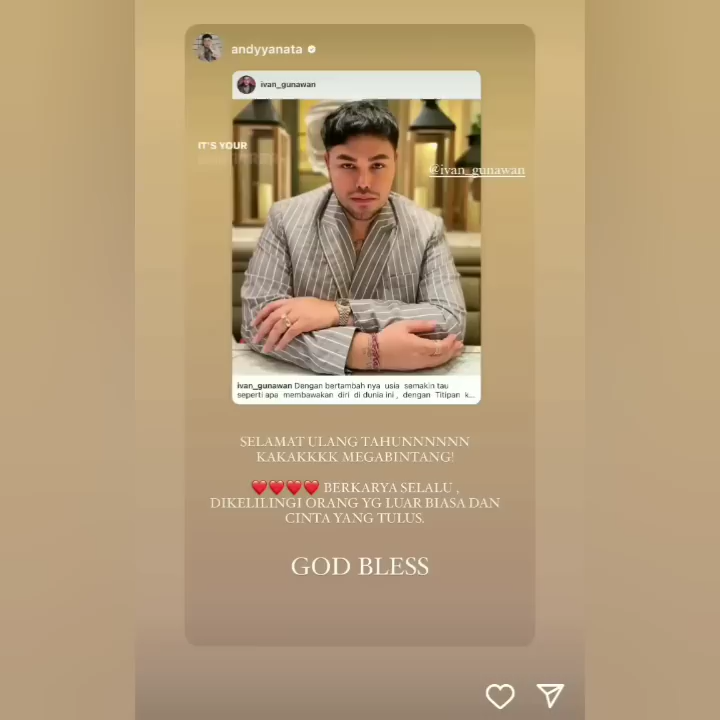 andyyanata
ivan_gunawan
IT'S YOUR
@ivan_gunawan
ivan_gunawan Dengan bertambah nya usia semakin tau
seperti apa membawakan diri di dunia ini , dengan Titipan k...
SELAMAT ULANG TAHUNNNNNN
KAKAKKKK MEGABINTANG!
❤️❤️❤️❤️ BERKARYA SELALU ,
DIKELILINGI ORANG YG LUAR BIASA DAN
CINTA YANG TULUS.
GOD BLESS